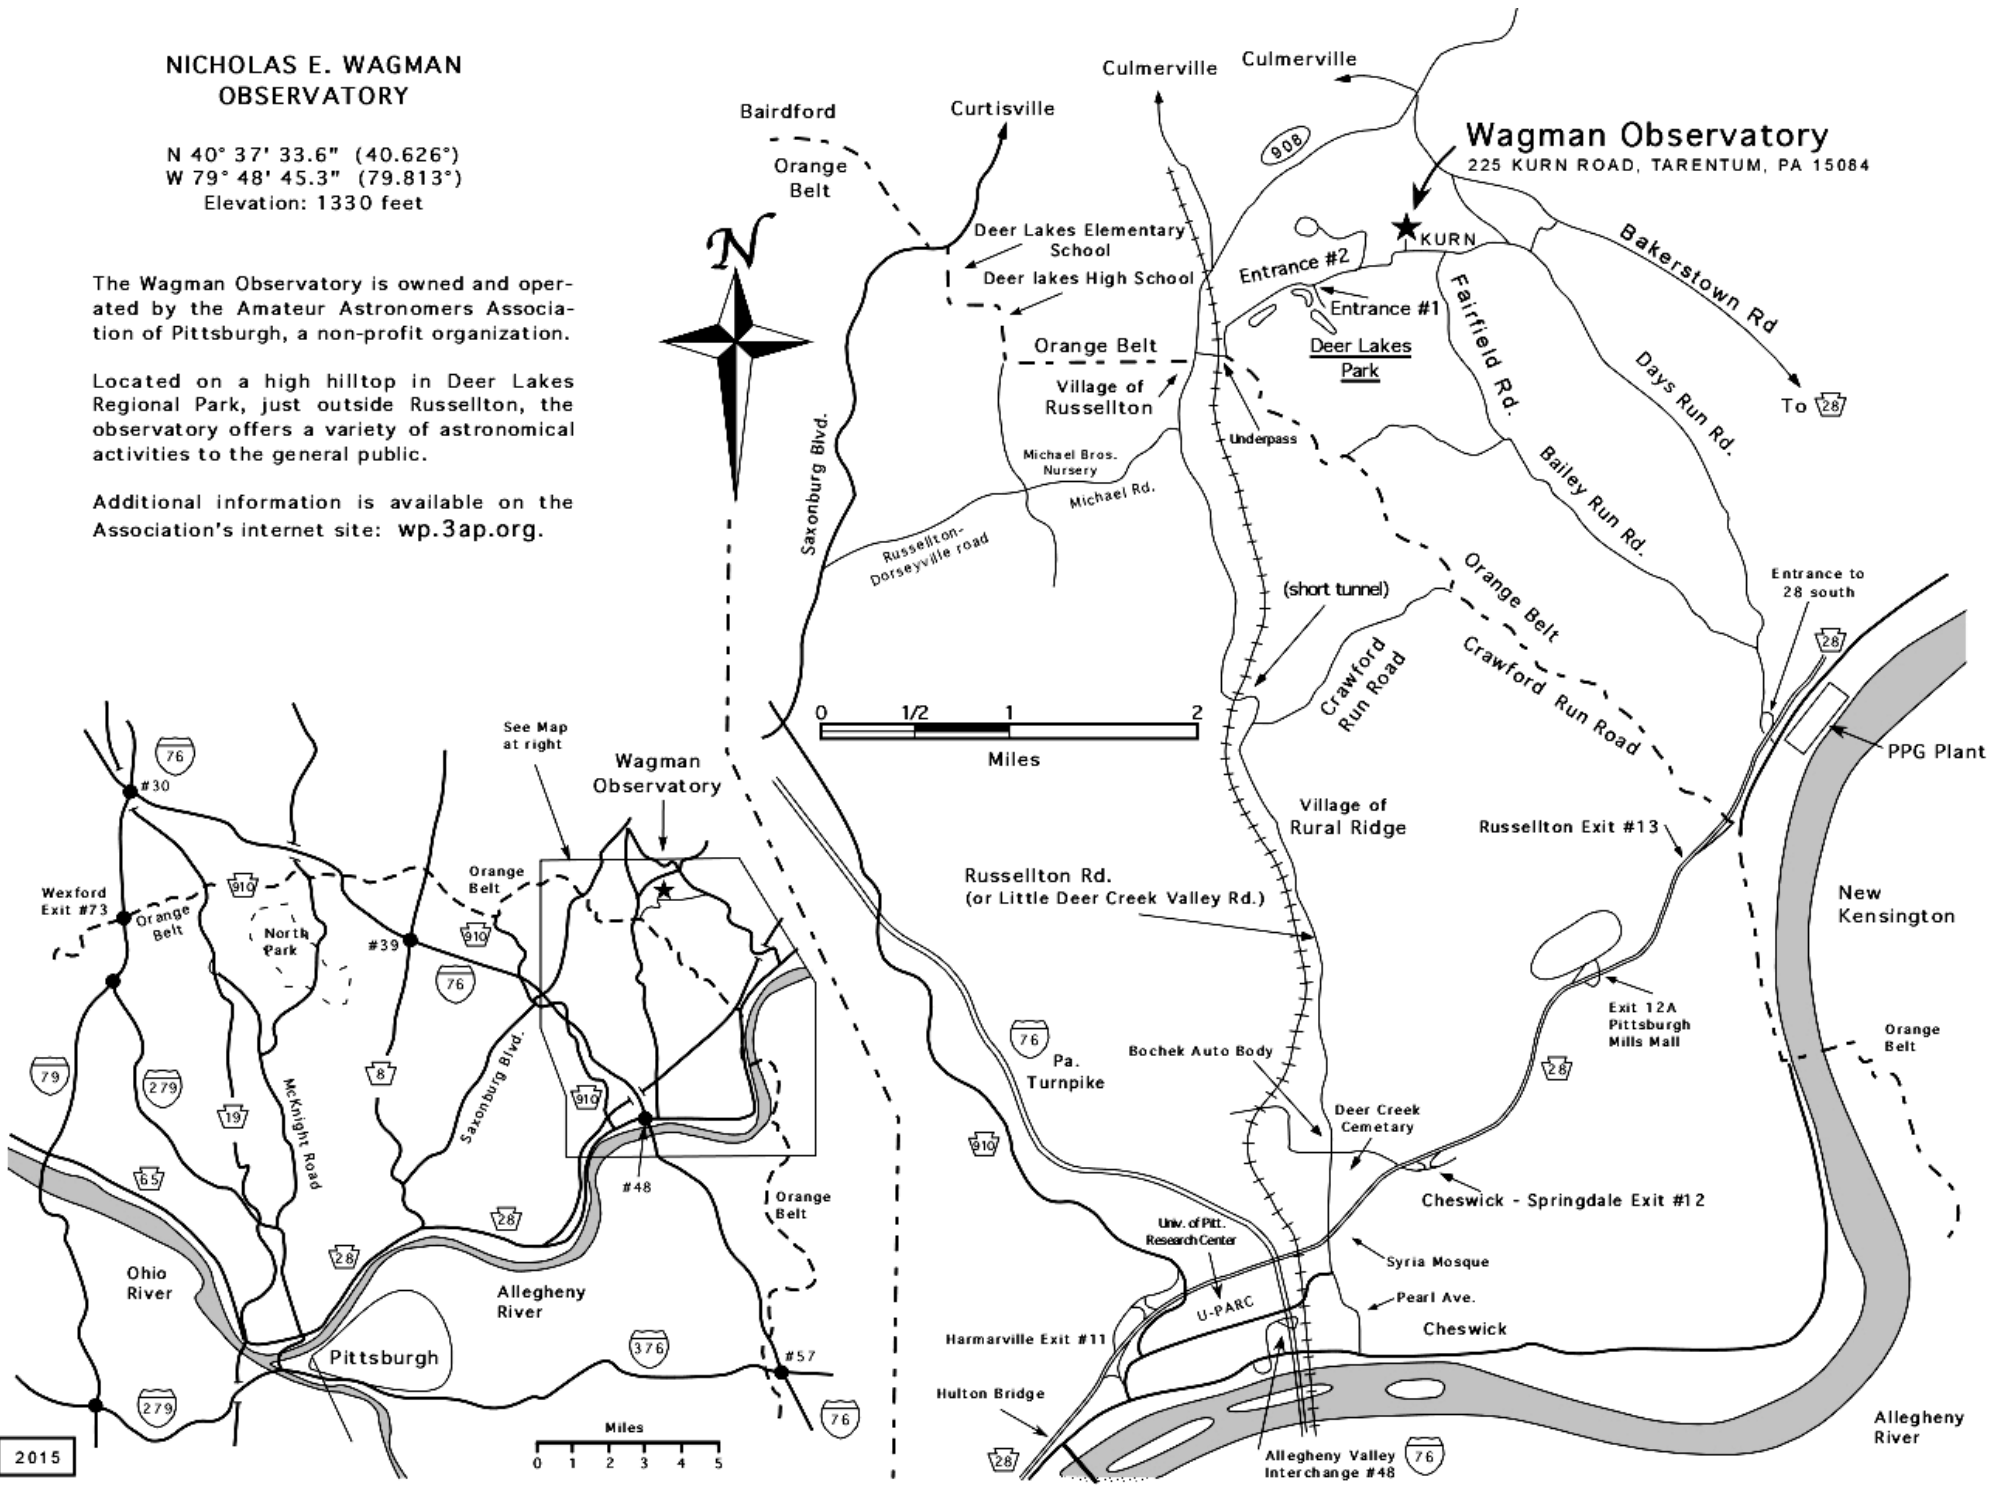 NICHOLAS E. WAGMAN
OBSERVATORY
N 40° 37' 33.6" (40.626°)
W 79° 48' 45.3" (79.813°)
Elevation: 1330 feet
The Wagman Observatory is owned and oper-
ated by the Amateur Astronomers Associa-
tion of Pittsburgh, a non-profit organization.
Located on a high hilltop in Deer Lakes
Regional Park, just outside Russellton, the
observatory offers a variety of astronomical
activities to the general public.
Additional information is available on the
Association's internet site: wp.3ap.org.
N
Bairdford
Orange
Belt
Curtisville
Culmerville
Culmerville
908
Wagman Observatory
225 KURN ROAD, TARENTUM, PA 15084
KURN
Deer Lakes Elementary
School
Deer lakes High School
Entrance #2
Entrance #1
Deer Lakes
Park
Orange Belt
Village of
Russellton
Underpass
Fairfield Rd.
Bakerstown Rd
To 28
Days Run Rd.
Bailey Run Rd.
Michael Bros.
Nursery
Michael Rd.
Saxonburg Blvd.
Russellton-
Dorseyville road
(short tunnel)
Crawford
Run Road
Orange Belt
Crawford Run Road
Entrance to
28 south
28
PPG Plant
0 1/2 1 2
Miles
Village of
Rural Ridge
Russellton Exit #13
Russellton Rd.
(or Little Deer Creek Valley Rd.)
New
Kensington
Exit 12A
Pittsburgh
Mills Mall
Orange
Belt
76
Pa.
Turnpike
Bochek Auto Body
28
Deer Creek
Cemetary
910
Cheswick - Springdale Exit #12
Univ. of Pitt.
Research Center
Syria Mosque
U-PARC
Pearl Ave.
Cheswick
Harmarville Exit #11
Hulton Bridge
28
Allegheny Valley
Interchange #48
76
Allegheny
River
See Map
at right
Wagman
Observatory
76
#30
Orange
Belt
910
Wexford
Exit #73
Orange
Belt
North
Park
#39
910
76
79
279
19
McKnight Road
8
Saxonburg Blvd.
910
65
#48
28
Orange
Belt
28
Ohio
River
Allegheny
River
Pittsburgh
376
#57
279
76
Miles
0 1 2 3 4 5
2015